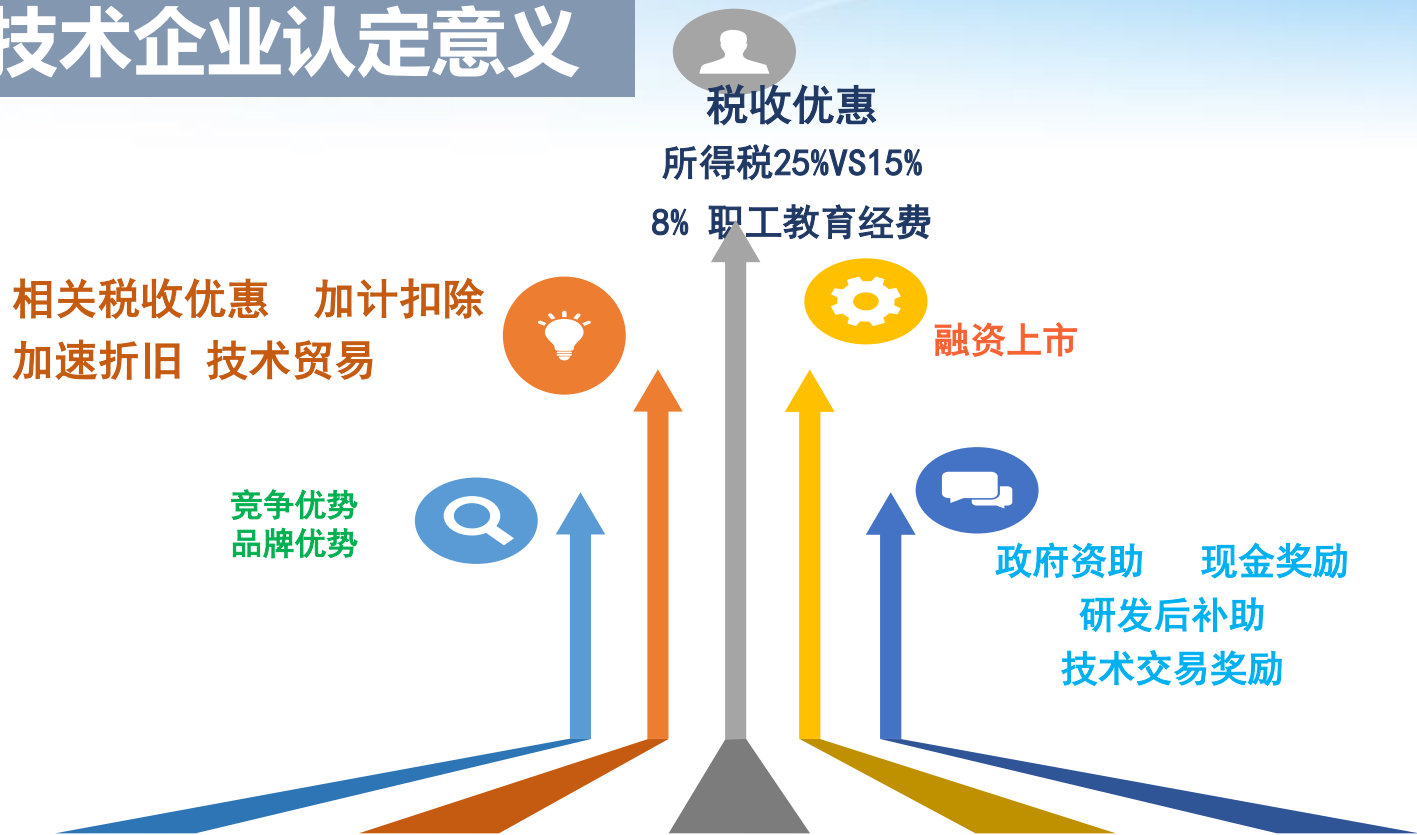 技术企业认定意义
税收优惠
所得税25%VS15%
8% 职工教育经费
相关税收优惠 加计扣除
加速折旧 技术贸易
融资上市
竞争优势
品牌优势
政府资助 现金奖励
研发后补助
技术交易奖励